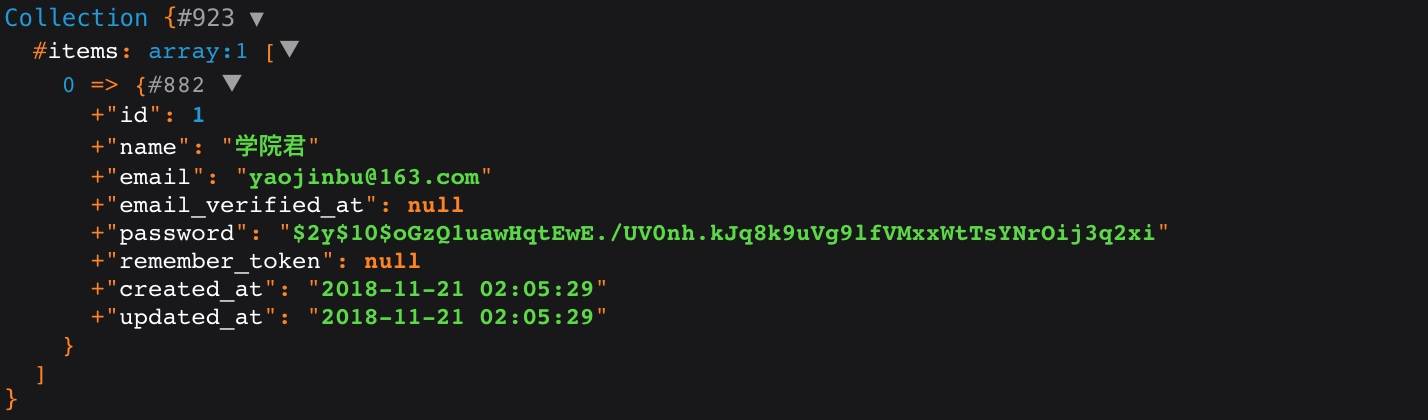 Collection {#923 ▼
  #items: array:1 [▼
    0 => {#882 ▼
      +"id": 1
      +"name": "学院君"
      +"email": "yaojinbu@163.com"
      +"email_verified_at": null
      +"password": "$2y$10$oGzQ1uawHqtEwE./UV0nh.kJq8k9uVg9lfVMxxWtTsYNrOij3q2xi"
      +"remember_token": null
      +"created_at": "2018-11-21 02:05:29"
      +"updated_at": "2018-11-21 02:05:29"
    }
  ]
}